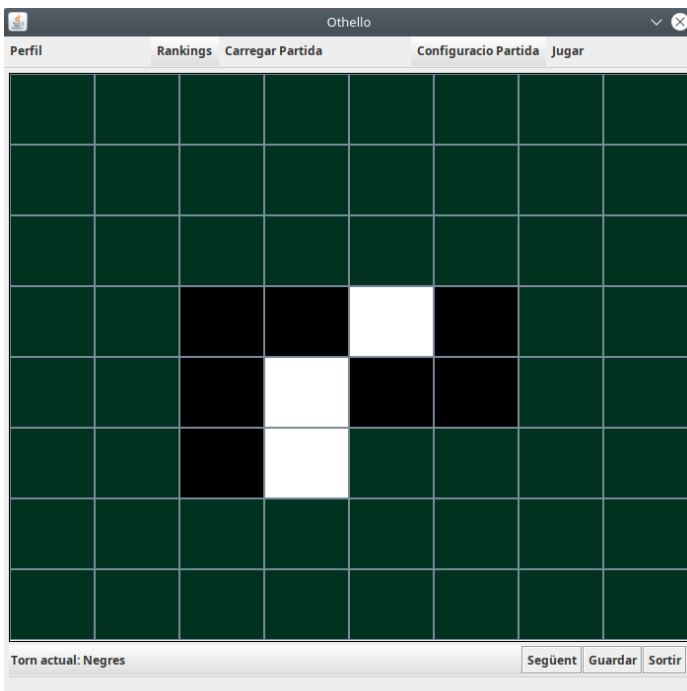 Othello
Perfil Rankings Carregar Partida Configuracio Partida Jugar
Torn actual: Negres Següent Guardar Sortir